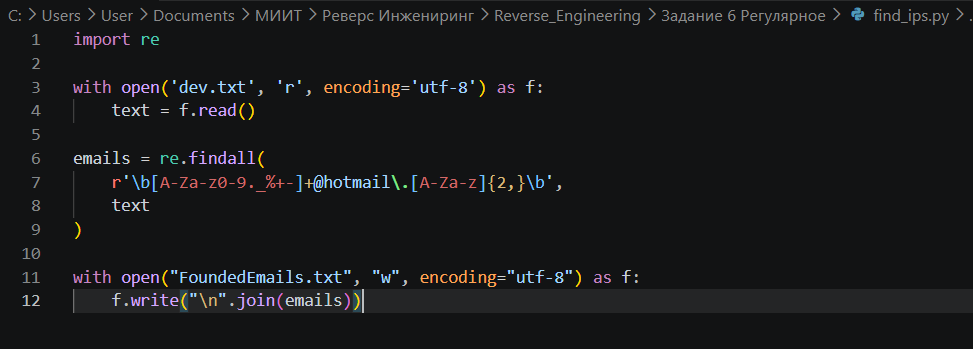 C: > Users > User > Documents > МИИТ > Реверс Инжениринг > Reverse_Engineering > Задание 6 Регулярное > find_ips.py > .
1 import re
2
3 with open('dev.txt', 'r', encoding='utf-8') as f:
4     text = f.read()
5
6 emails = re.findall(
7     r'\b[A-Za-z0-9._%+-]+@hotmail\.[A-Za-z]{2,}\b',
8     text
9 )
10
11 with open("FoundedEmails.txt", "w", encoding="utf-8") as f:
12     f.write("\n".join(emails))